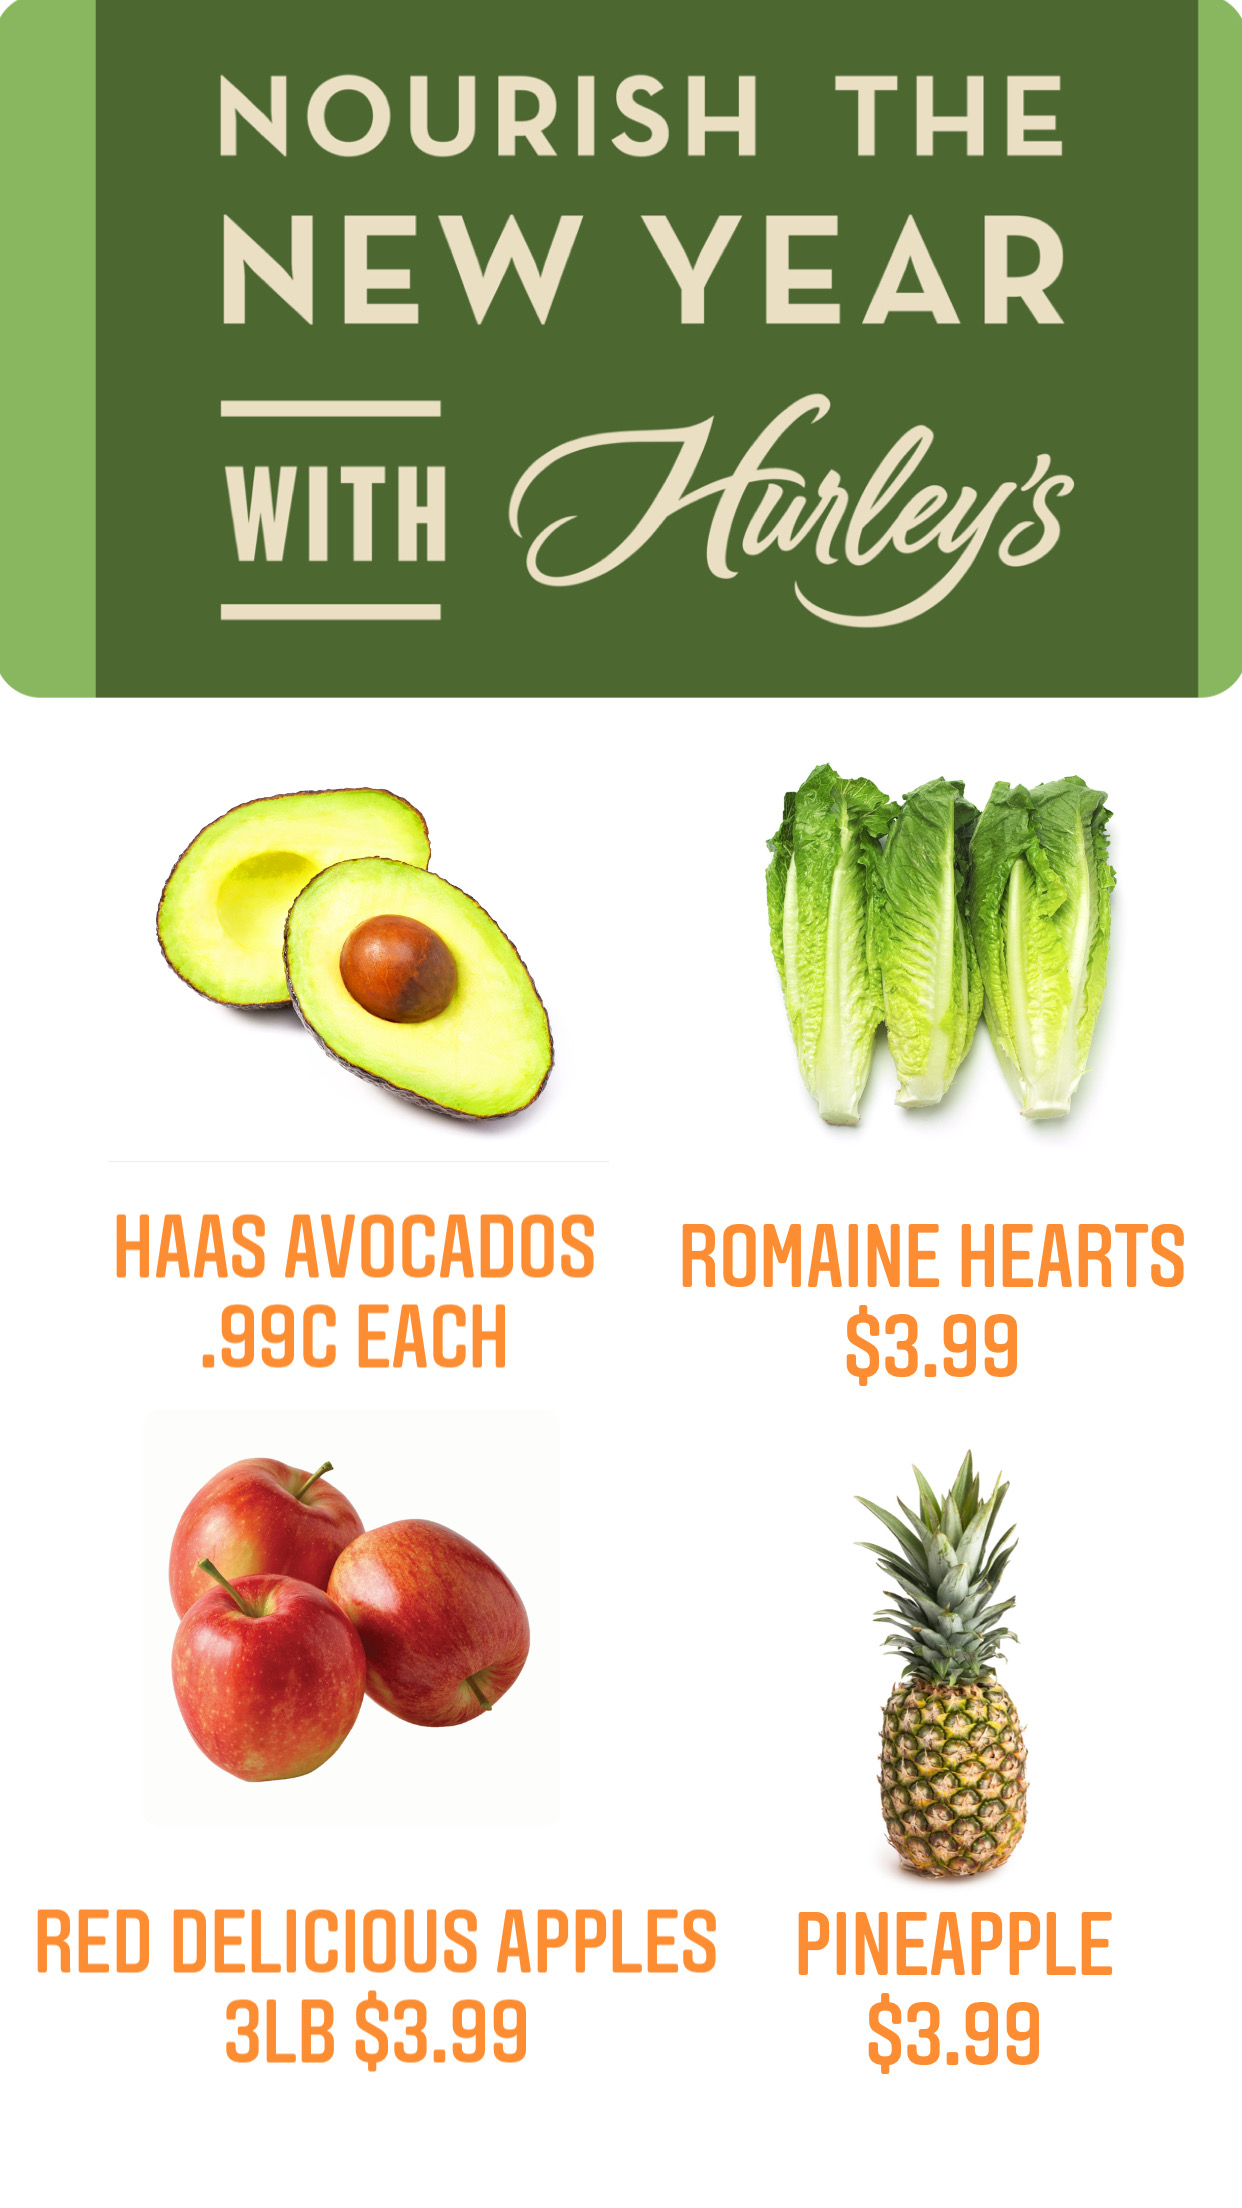 NOURISH THE
NEW YEAR
WITH Hurley's
HAAS AVOCADOS
.99C EACH
ROMAINE HEARTS
$3.99
RED DELICIOUS APPLES
3LB $3.99
PINEAPPLE
$3.99